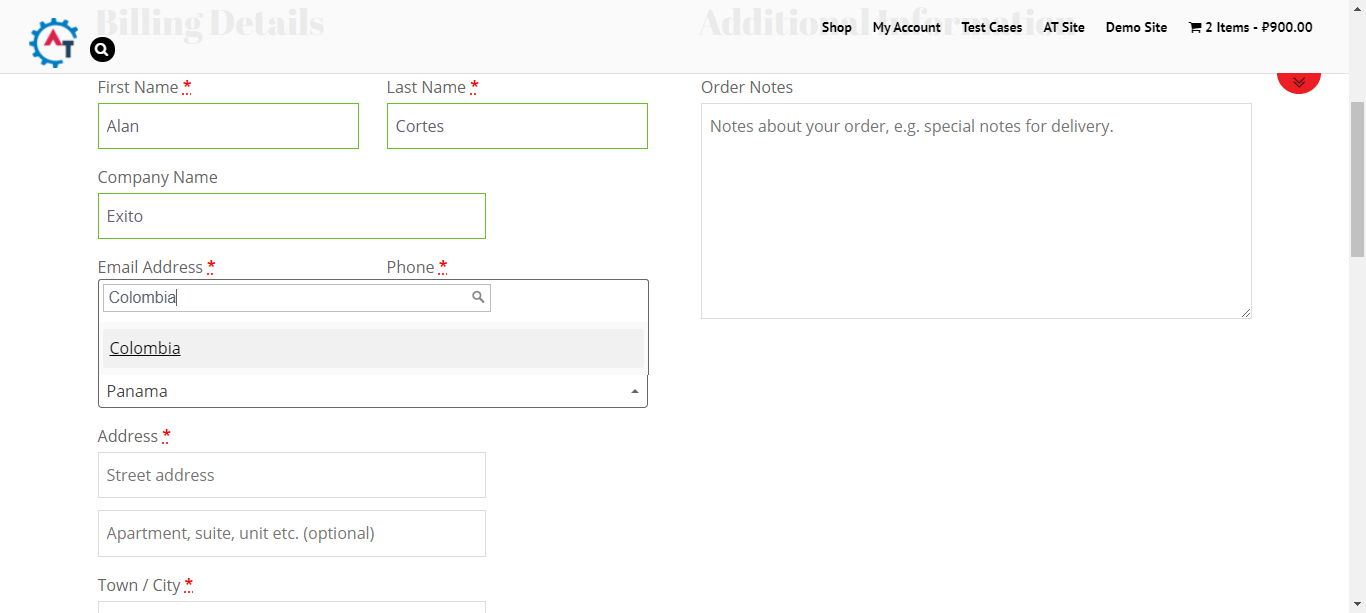 Billing Details
Additional Information
AT
Shop My Account Test Cases AT Site Demo Site 2 Items - ₽900.00
First Name *
Last Name *
Order Notes
Alan
Cortes
Notes about your order, e.g. special notes for delivery.
Company Name
Exito
Email Address *
Phone *
Colombia
Colombia
Panama
Address *
Street address
Apartment, suite, unit etc. (optional)
Town / City *